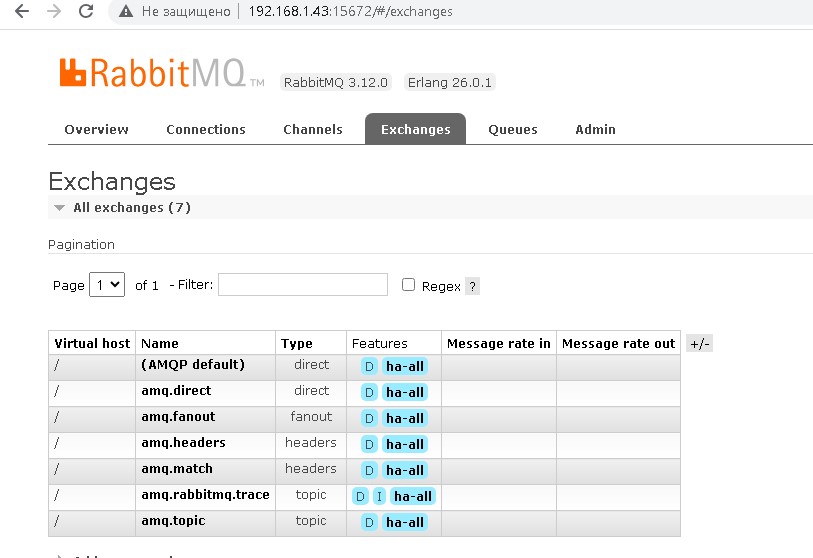 Не защищено 192.168.1.43:15672/#/exchanges
RabbitMQ TM RabbitMQ 3.12.0 Erlang 26.0.1
Overview Connections Channels Exchanges Queues Admin
Exchanges
All exchanges (7)
Pagination
Page 1 of 1 - Filter: Regex ?
Virtual host Name Type Features Message rate in Message rate out +/-
/ (AMQP default) direct D ha-all
/ amq.direct direct D ha-all
/ amq.fanout fanout D ha-all
/ amq.headers headers D ha-all
/ amq.match headers D ha-all
/ amq.rabbitmq.trace topic D I ha-all
/ amq.topic topic D ha-all